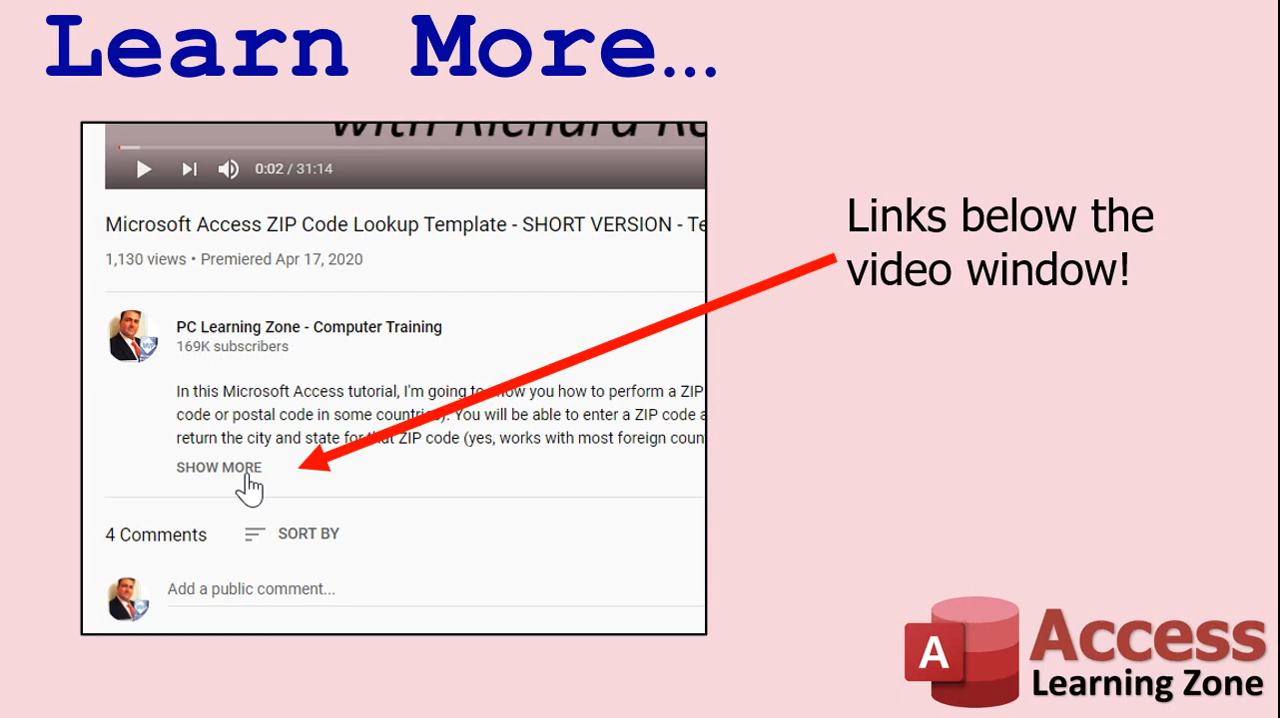 Learn More...
with Richard Ro
0:02 / 31:14
Microsoft Access ZIP Code Lookup Template - SHORT VERSION - Te
1,130 views • Premiered Apr 17, 2020
PC Learning Zone - Computer Training
169K subscribers
In this Microsoft Access tutorial, I'm going to show you how to perform a ZIP
code or postal code in some countries). You will be able to enter a ZIP code a
return the city and state for that ZIP code (yes, works with most foreign coun
SHOW MORE
4 Comments
SORT BY
Add a public comment...
Links below the
video window!
A
Access
Learning Zone